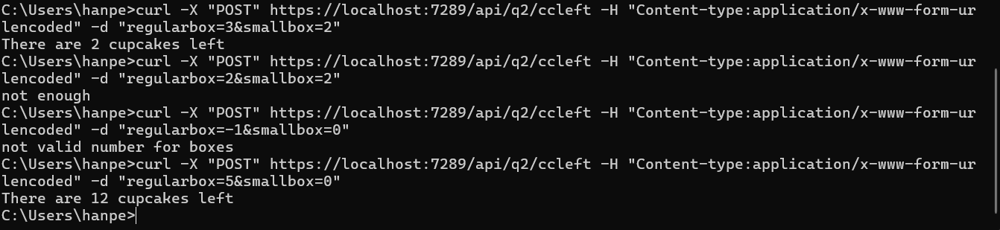 C:\Users\hanpe>curl -X "POST" https://localhost:7289/api/q2/ccleft -H "Content-type:application/x-www-form-ur
lencoded" -d "regularbox=3&smallbox=2"
There are 2 cupcakes left
C:\Users\hanpe>curl -X "POST" https://localhost:7289/api/q2/ccleft -H "Content-type:application/x-www-form-ur
lencoded" -d "regularbox=2&smallbox=2"
not enough
C:\Users\hanpe>curl -X "POST" https://localhost:7289/api/q2/ccleft -H "Content-type:application/x-www-form-ur
lencoded" -d "regularbox=-1&smallbox=0"
not valid number for boxes
C:\Users\hanpe>curl -X "POST" https://localhost:7289/api/q2/ccleft -H "Content-type:application/x-www-form-ur
lencoded" -d "regularbox=5&smallbox=0"
There are 12 cupcakes left
C:\Users\hanpe>